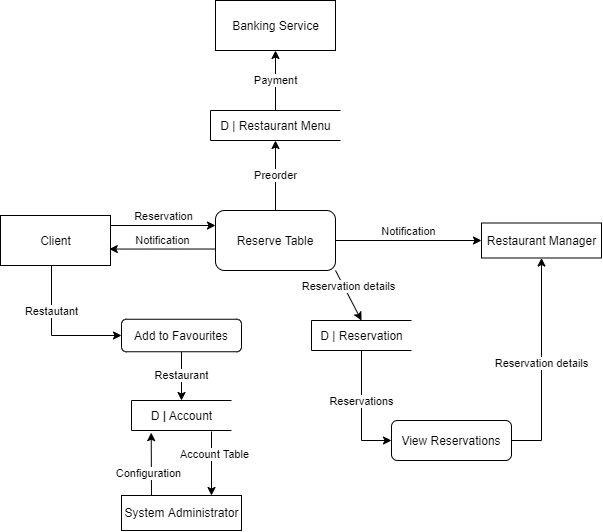 Banking Service
Payment
D | Restaurant Menu
Preorder
Reservation
Client
Notification
Reserve Table
Notification
Restaurant Manager
Reservation details
Restautant
Add to Favourites
D | Reservation
Reservation details
Restaurant
Reservations
D | Account
View Reservations
Account Table
Configuration
System Administrator